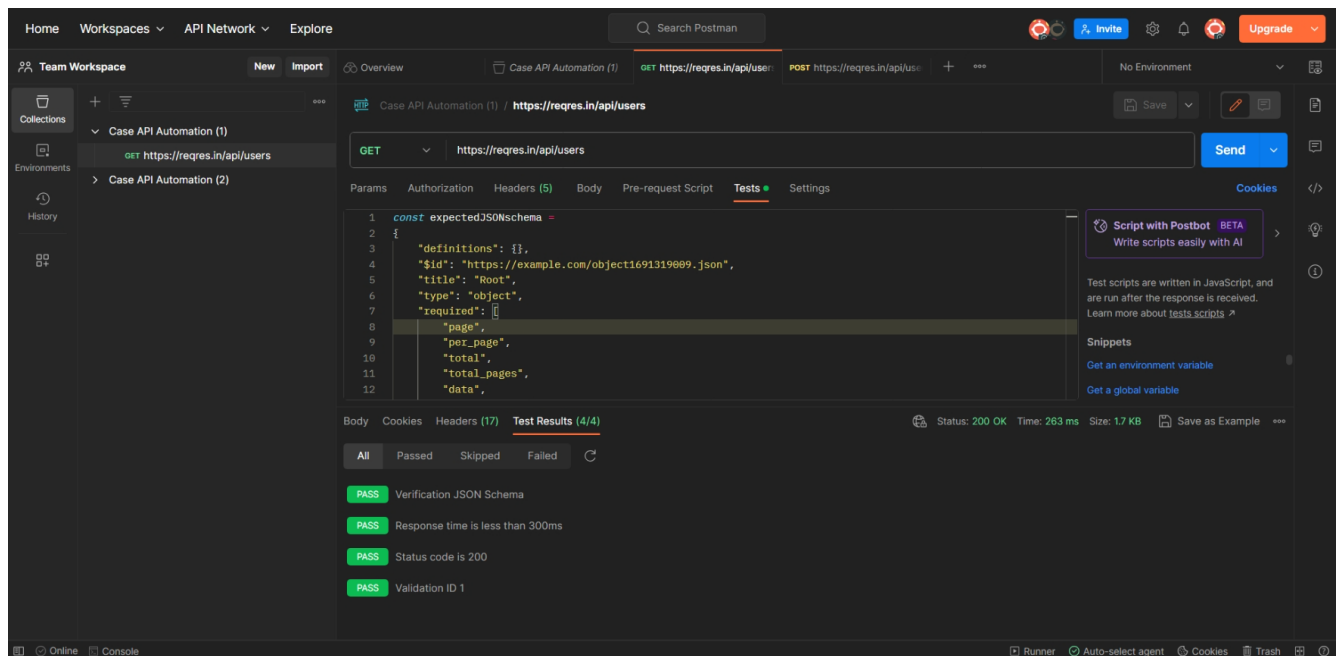 Home Workspaces API Network Explore Search Postman Invite Upgrade
Team Workspace New Import Overview Case API Automation (1) GET https://reqres.in/api/user POST https://reqres.in/api/use No Environment
Collections
Environments
History
Case API Automation (1)
GET https://reqres.in/api/users
Case API Automation (2)
HTTP Case API Automation (1) / https://reqres.in/api/users Save
GET https://reqres.in/api/users Send
Params Authorization Headers (5) Body Pre-request Script Tests Settings Cookies
1 const expectedJSONschema =
2 {
3 "definitions": {},
4 "$id": "https://example.com/object1691319009.json",
5 "title": "Root",
6 "type": "object",
7 "required": [
8 "page",
9 "per_page",
10 "total",
11 "total_pages",
12 "data",
Script with Postbot BETA
Write scripts easily with AI
Test scripts are written in JavaScript, and
are run after the response is received.
Learn more about tests scripts
Snippets
Get an environment variable
Get a global variable
Body Cookies Headers (17) Test Results (4/4) Status: 200 OK Time: 263 ms Size: 1.7 KB Save as Example
All Passed Skipped Failed
PASS Verification JSON Schema
PASS Response time is less than 300ms
PASS Status code is 200
PASS Validation ID 1
Online Console Runner Auto-select agent Cookies Trash